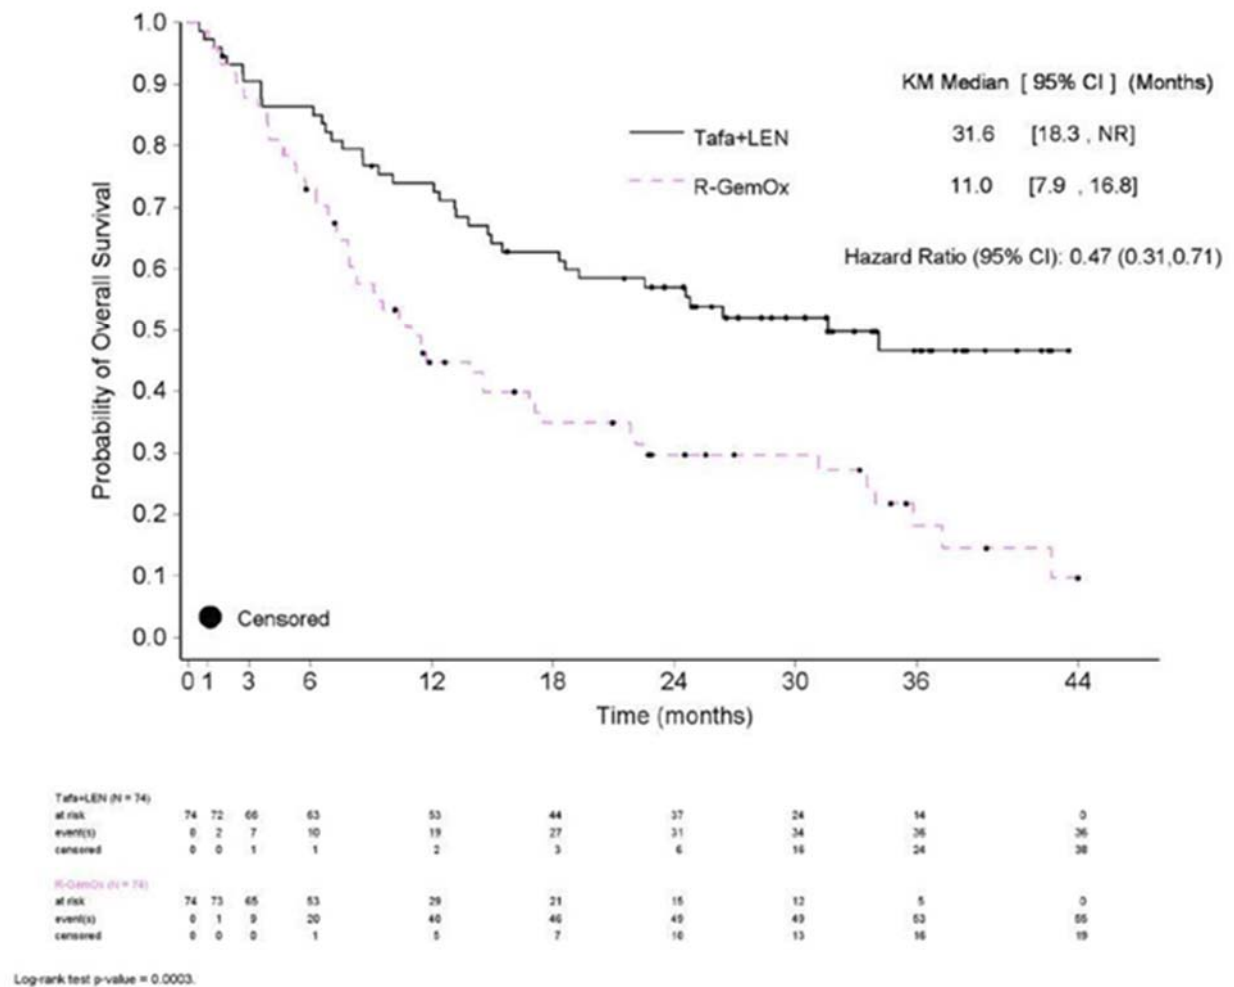 1.0
0.9
0.8
0.7
0.6
0.5
0.4
0.3
0.2
0.1
0.0
Probability of Overall Survival
KM Median [ 95% CI ] (Months)
Tafa+LEN 31.6 [18.3 , NR]
R-GemOx 11.0 [7.9 , 16.8]
Hazard Ratio (95% CI): 0.47 (0.31,0.71)
Censored
0 1 3 6 12 18 24 30 36 44
Time (months)
Tafa+LEN (N = 74)
at risk 74 72 66 63 53 44 37 24 14 0
event(s) 0 2 7 10 19 27 31 34 36 36
censored 0 0 1 1 2 3 6 16 24 38
R-GemOx (N = 74)
at risk 74 73 65 53 29 21 15 12 5 0
event(s) 0 1 9 20 40 46 49 49 53 55
censored 0 0 0 1 5 7 10 13 16 19
Log-rank test p-value = 0.0003.